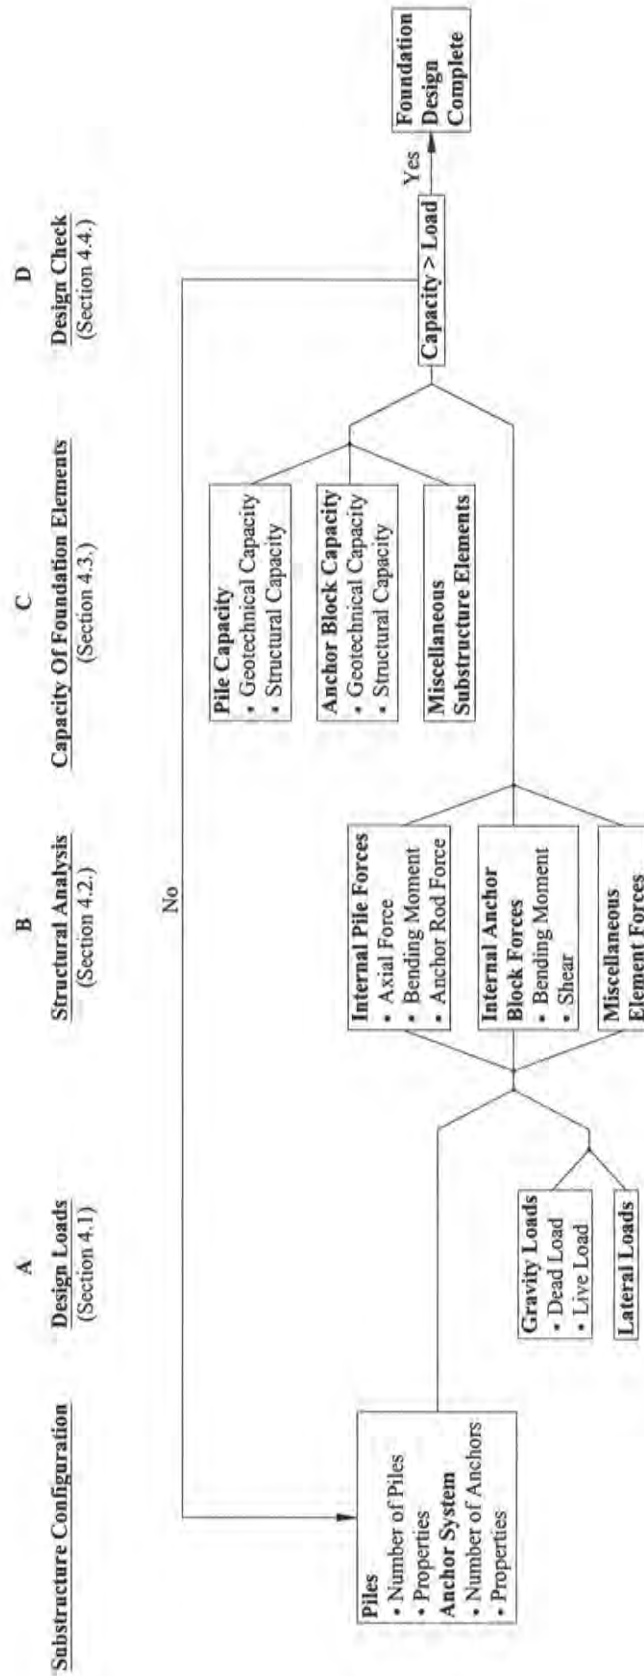 Substructure Configuration
A
Design Loads
(Section 4.1)
B
Structural Analysis
(Section 4.2.)
C
Capacity Of Foundation Elements
(Section 4.3.)
D
Design Check
(Section 4.4.)
No
Piles
• Number of Piles
• Properties
Anchor System
• Number of Anchors
• Properties
Gravity Loads
• Dead Load
• Live Load
Lateral Loads
Internal Pile Forces
• Axial Force
• Bending Moment
• Anchor Rod Force
Internal Anchor
Block Forces
• Bending Moment
• Shear
Miscellaneous
Element Forces
Pile Capacity
• Geotechnical Capacity
• Structural Capacity
Anchor Block Capacity
• Geotechnical Capacity
• Structural Capacity
Miscellaneous
Substructure Elements
Capacity > Load
Yes
Foundation
Design
Complete